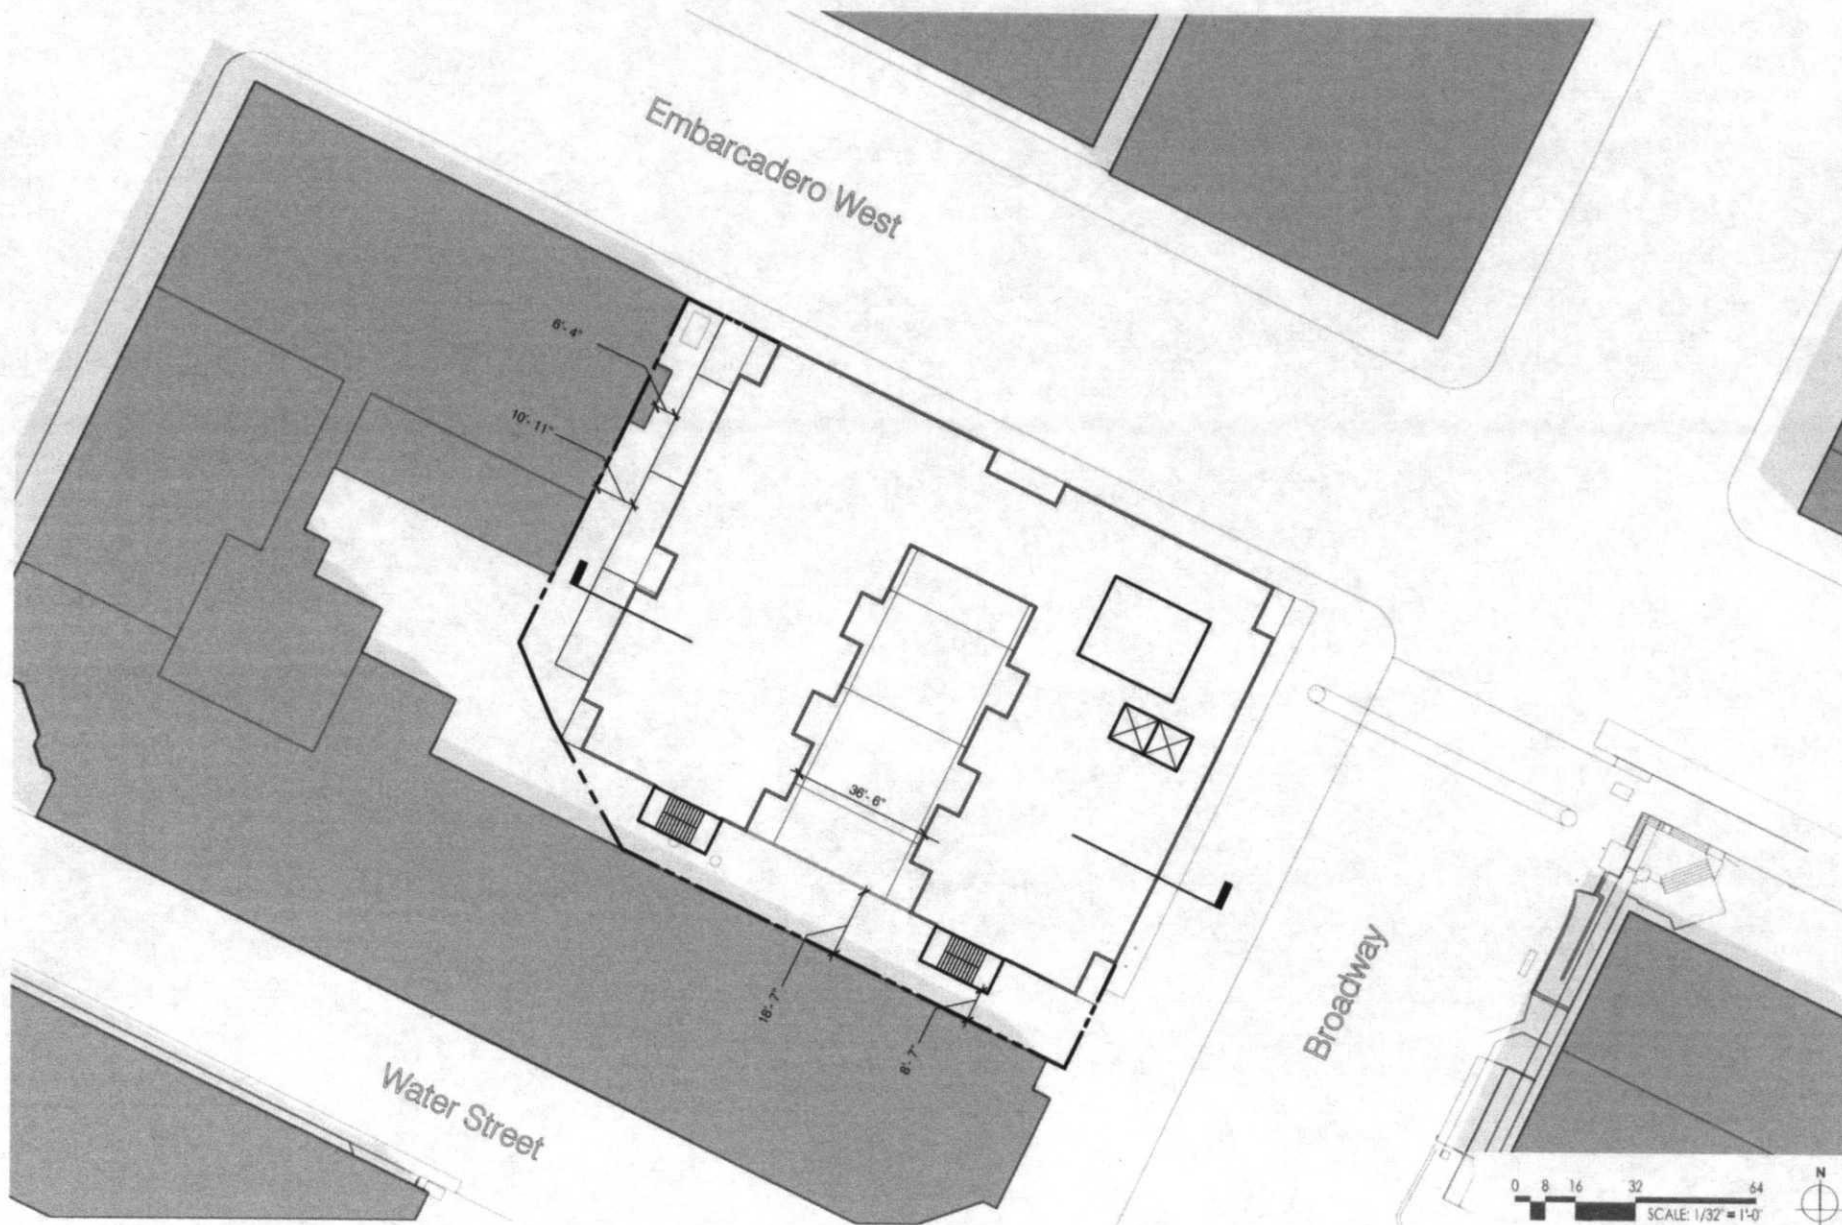 Embarcadero West
6'- 4"
10'- 11"
36'- 6"
18'- 7"
8'- 7"
Broadway
Water Street
N
0 8 16 32 64
SCALE: 1/32" = 1'-0"